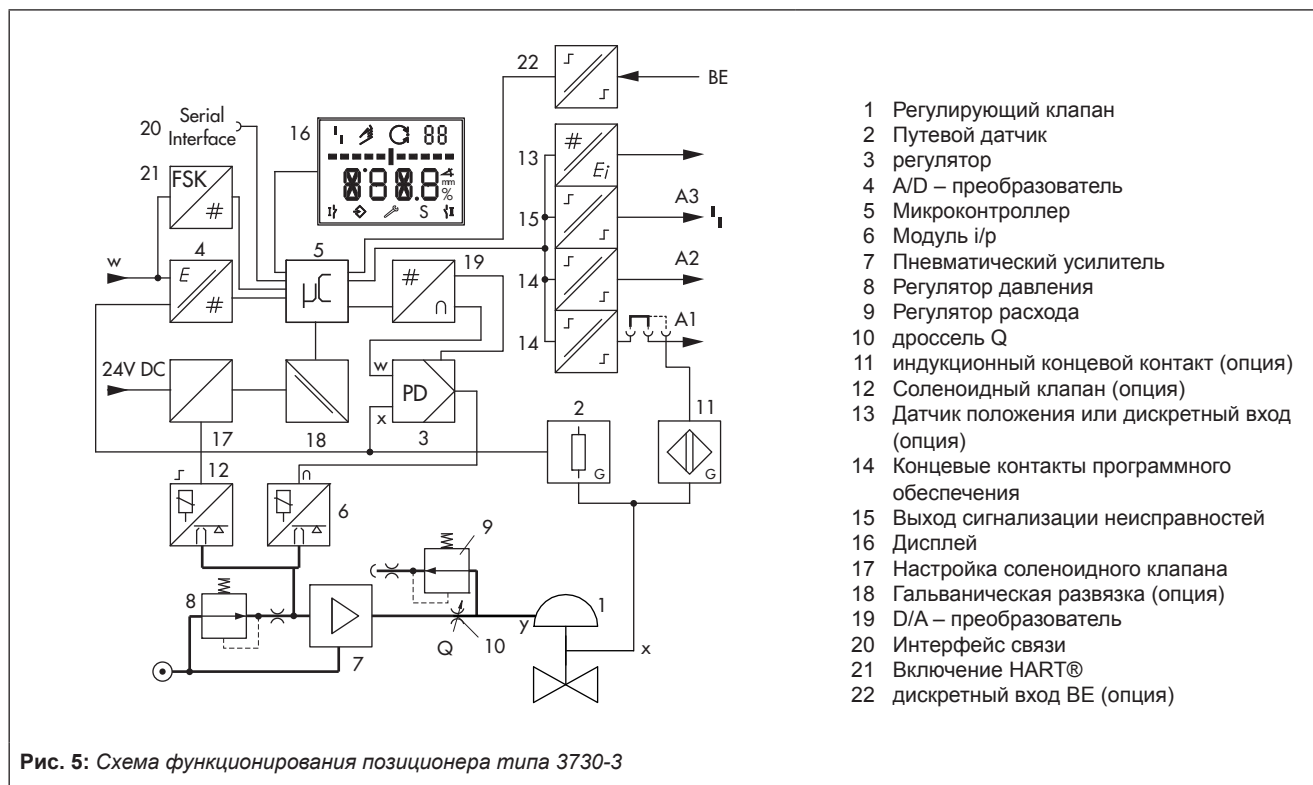 22
BE
Serial
Interface
20
16
88
mm
%
S
13
#
Ei
21
FSK
#
15
A3
w
4
E
#
5
µC
19
#
∩
14
A2
14
A1
24V DC
w
PD
x
3
2
G
11
G
17
18
12
∩
6
9
8
7
Q
10
y
1
x
1 Регулирующий клапан
2 Путевой датчик
3 регулятор
4 A/D – преобразователь
5 Микроконтроллер
6 Модуль i/p
7 Пневматический усилитель
8 Регулятор давления
9 Регулятор расхода
10 дроссель Q
11 индукционный концевой контакт (опция)
12 Соленоидный клапан (опция)
13 Датчик положения или дискретный вход
(опция)
14 Концевые контакты программного
обеспечения
15 Выход сигнализации неисправностей
16 Дисплей
17 Настройка соленоидного клапана
18 Гальваническая развязка (опция)
19 D/A – преобразователь
20 Интерфейс связи
21 Включение HART®
22 дискретный вход BE (опция)
Рис. 5: Схема функционирования позиционера типа 3730-3